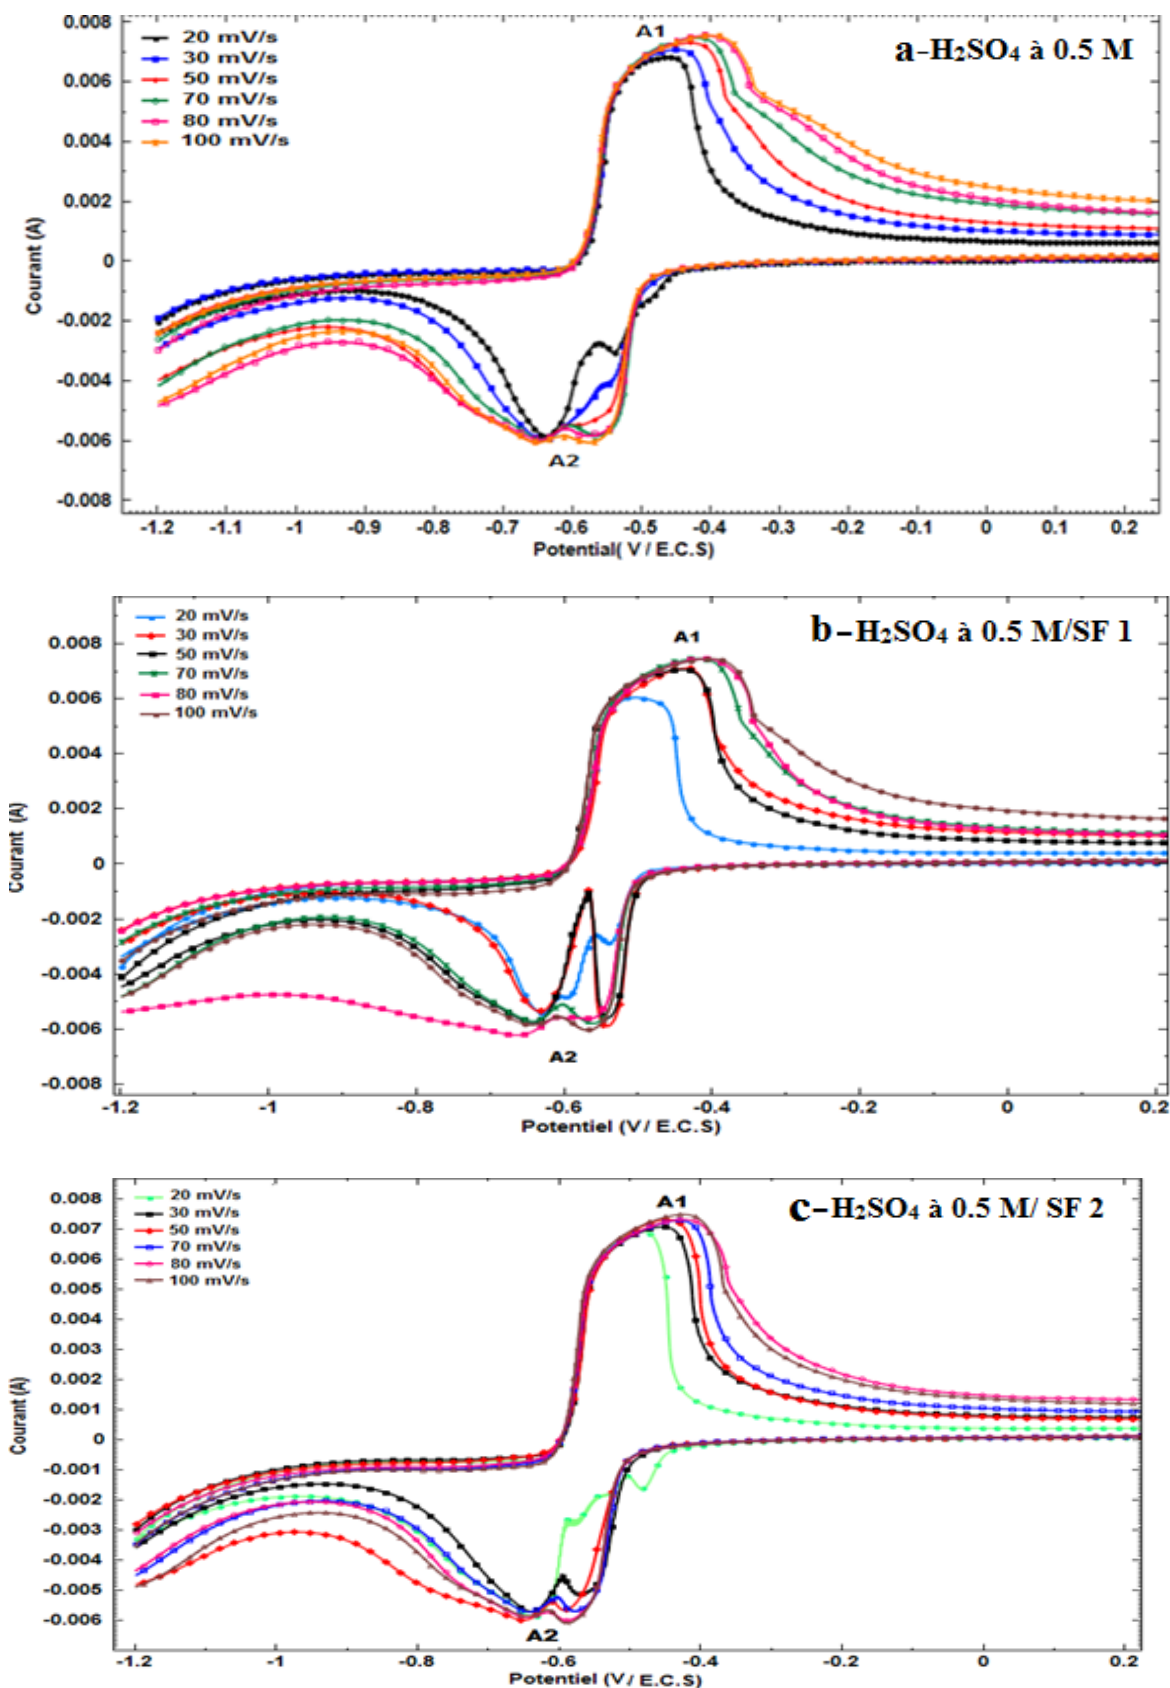 a-H₂SO₄ à 0.5 M
A1
20 mV/s
30 mV/s
50 mV/s
70 mV/s
80 mV/s
100 mV/s
0.008
0.006
0.004
0.002
0
-0.002
-0.004
-0.006
-0.008
Courant (A)
A2
-1.2 -1.1 -1 -0.9 -0.8 -0.7 -0.6 -0.5 -0.4 -0.3 -0.2 -0.1 0 0.1 0.2
Potential( V / E.C.S)
b-H₂SO₄ à 0.5 M/SF 1
A1
20 mV/s
30 mV/s
50 mV/s
70 mV/s
80 mV/s
100 mV/s
0.008
0.006
0.004
0.002
0
-0.002
-0.004
-0.006
-0.008
Courant (A)
A2
-1.2 -1 -0.8 -0.6 -0.4 -0.2 0 0.2
Potentiel (V/ E.C.S)
c-H₂SO₄ à 0.5 M/ SF 2
A1
20 mV/s
30 mV/s
50 mV/s
70 mV/s
80 mV/s
100 mV/s
0.008
0.007
0.006
0.005
0.004
0.003
0.002
0.001
0
-0.001
-0.002
-0.003
-0.004
-0.005
-0.006
Courant (A)
A2
-1.2 -1 -0.8 -0.6 -0.4 -0.2 0 0.2
Potentiel (V/ E.C.S)